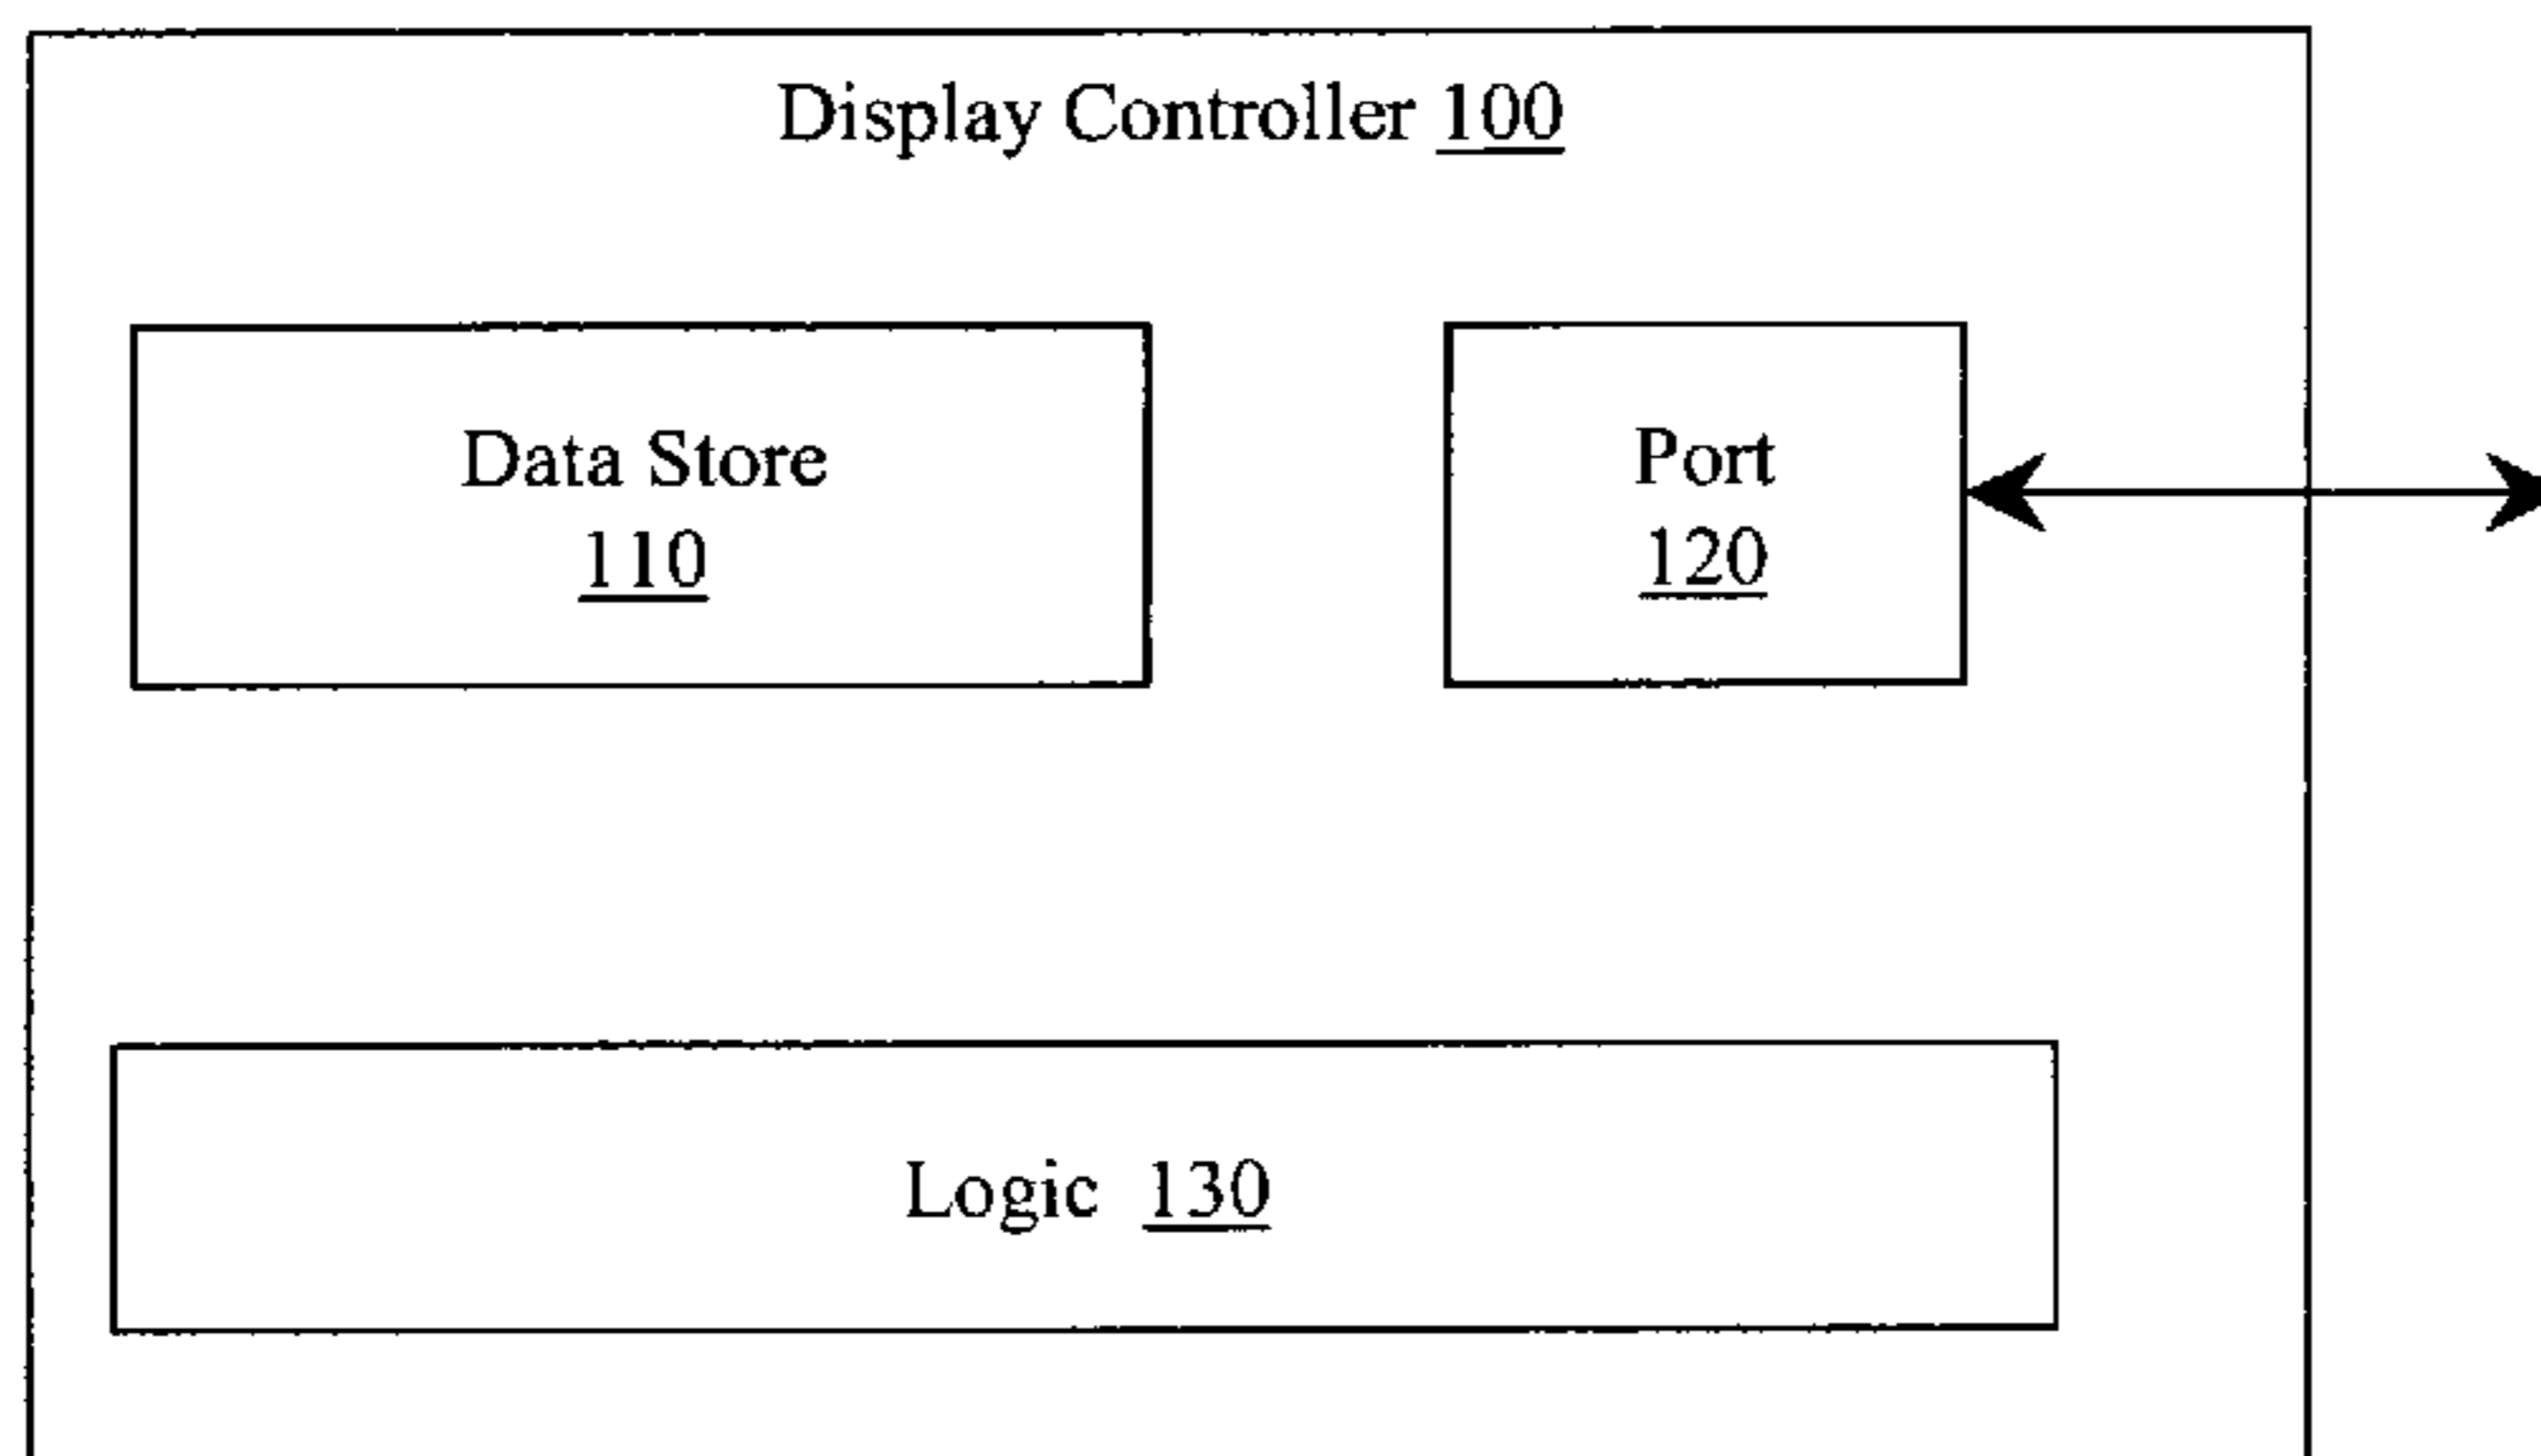 Display Controller 100
Data Store
110
Port
120
Logic 130